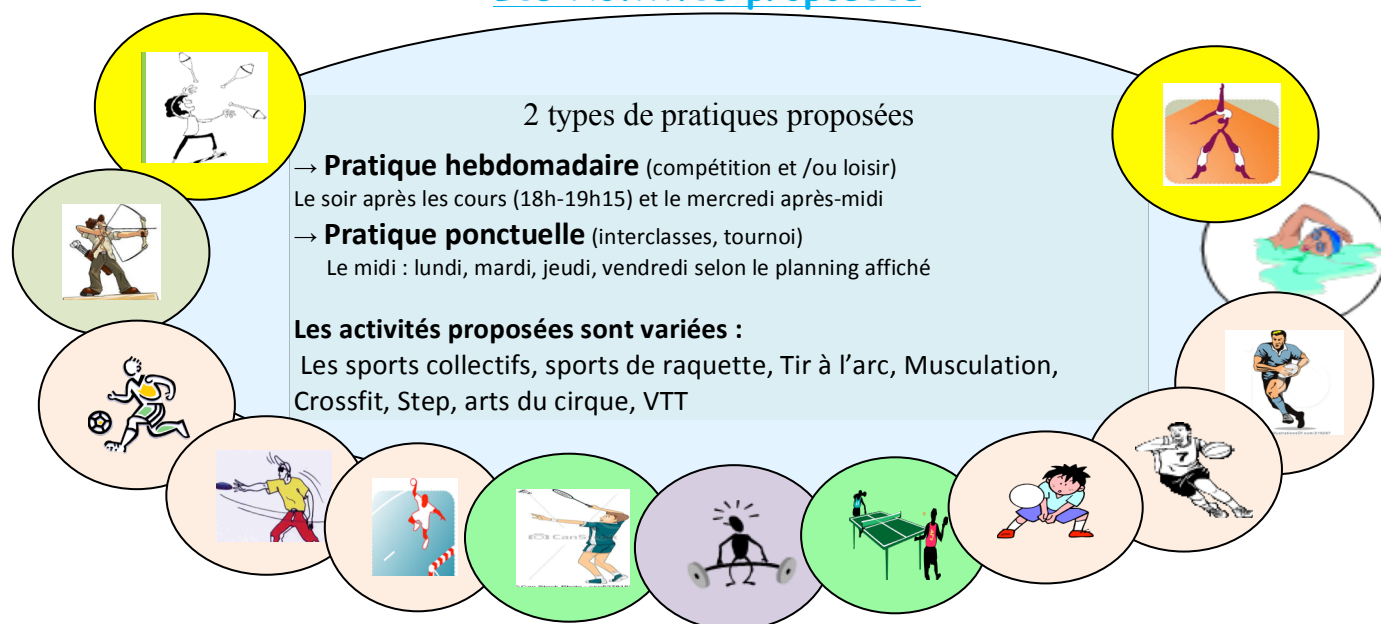 2 types de pratiques proposées
→ Pratique hebdomadaire (compétition et /ou loisir)
Le soir après les cours (18h-19h15) et le mercredi après-midi
→ Pratique ponctuelle (interclasses, tournoi)
Le midi : lundi, mardi, jeudi, vendredi selon le planning affiché
Les activités proposées sont variées :
Les sports collectifs, sports de raquette, Tir à l’arc, Musculation,
Crossfit, Step, arts du cirque, VTT
7